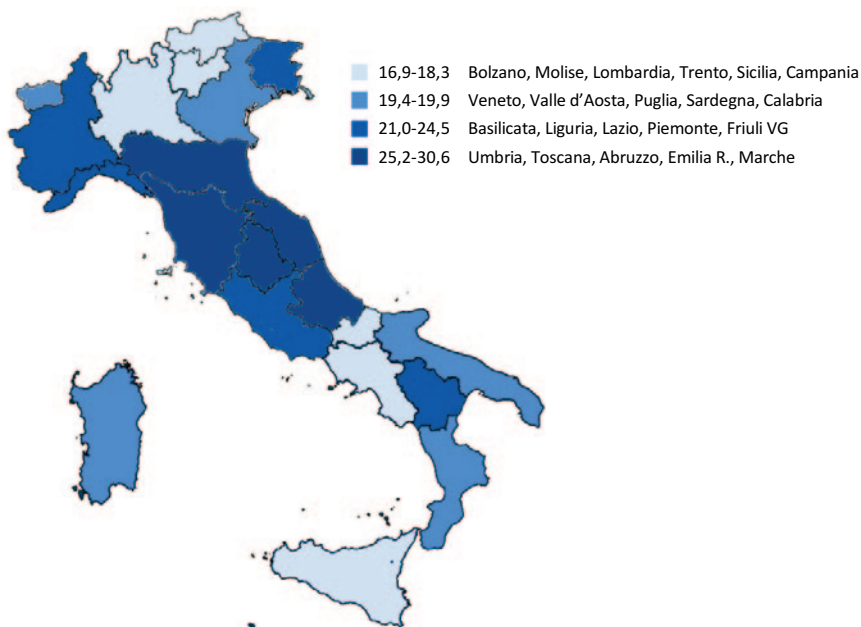 16,9-18,3 Bolzano, Molise, Lombardia, Trento, Sicilia, Campania
19,4-19,9 Veneto, Valle d’Aosta, Puglia, Sardegna, Calabria
21,0-24,5 Basilicata, Liguria, Lazio, Piemonte, Friuli VG
25,2-30,6 Umbria, Toscana, Abruzzo, Emilia R., Marche